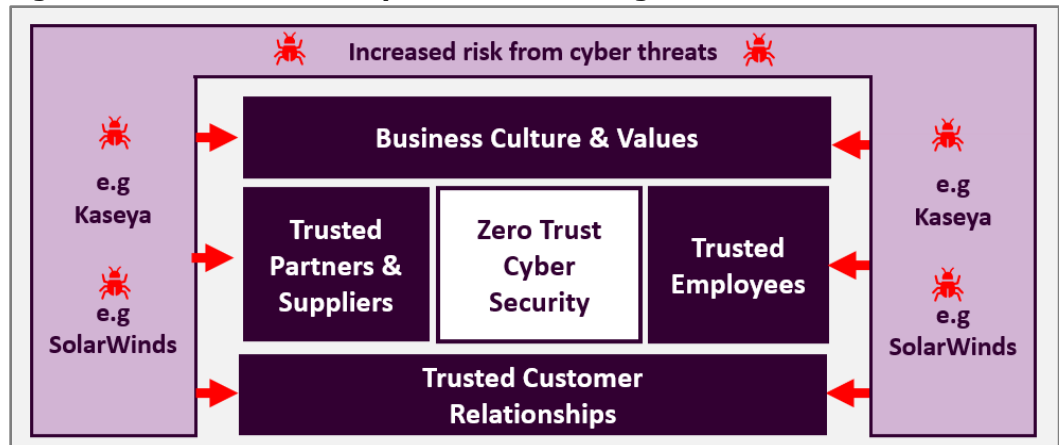 Increased risk from cyber threats
e.g
Kaseya
e.g
SolarWinds
Business Culture & Values
Trusted
Partners &
Suppliers
Zero Trust
Cyber
Security
Trusted
Employees
Trusted Customer
Relationships
e.g
Kaseya
e.g
SolarWinds